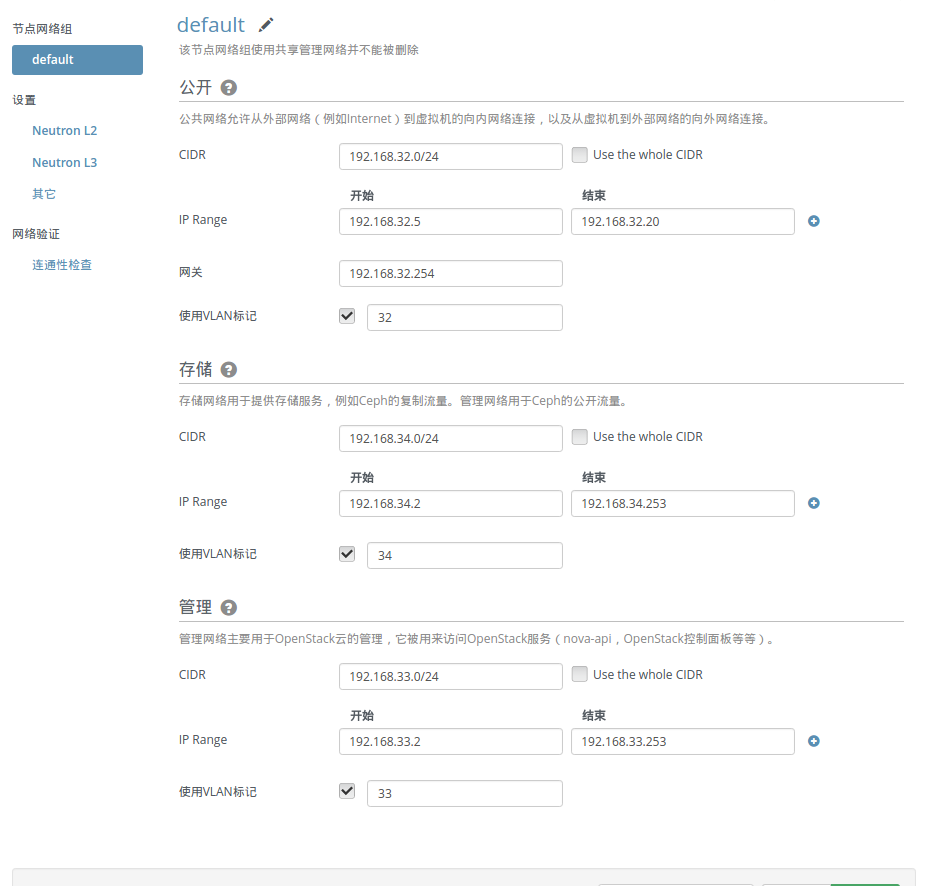 节点网络组
default
设置
Neutron L2
Neutron L3
其它
网络验证
连通性检查
default
该节点网络组使用共享管理网络并不能被删除
公开 ?
公共网络允许从外部网络（例如Internet）到虚拟机的向内网络连接，以及从虚拟机到外部网络的向外网络连接。
CIDR 192.168.32.0/24 Use the whole CIDR
开始 结束
IP Range 192.168.32.5 192.168.32.20
网关 192.168.32.254
使用VLAN标记 32
存储 ?
存储网络用于提供存储服务，例如Ceph的复制流量。管理网络用于Ceph的公开流量。
CIDR 192.168.34.0/24 Use the whole CIDR
开始 结束
IP Range 192.168.34.2 192.168.34.253
使用VLAN标记 34
管理 ?
管理网络主要用于OpenStack云的管理，它被用来访问OpenStack服务（nova-api，OpenStack控制面板等等）。
CIDR 192.168.33.0/24 Use the whole CIDR
开始 结束
IP Range 192.168.33.2 192.168.33.253
使用VLAN标记 33